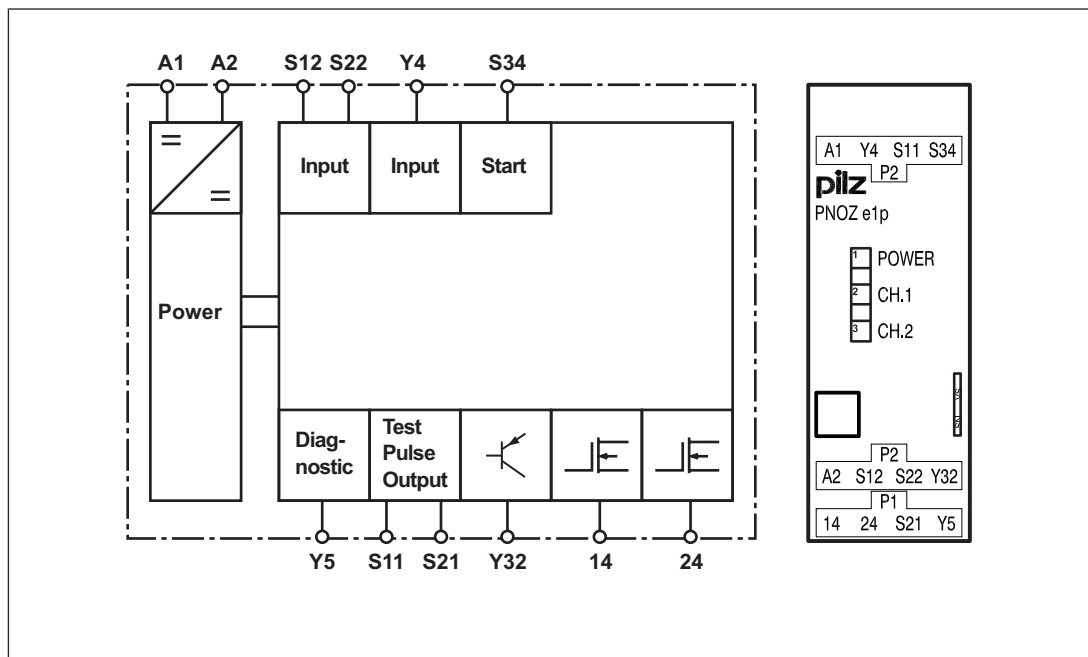 A1 A2 S12 S22 Y4 S34
Input Input Start
Power
Diag-
nostic
Test
Pulse
Output
Y5 S11 S21 Y32 14 24
A1 Y4 S11 S34
P2
pilz
PNOZ e1p
1 POWER
2 CH.1
3 CH.2
P2
A2 S12 S22 Y32
P1
14 24 S21 Y5